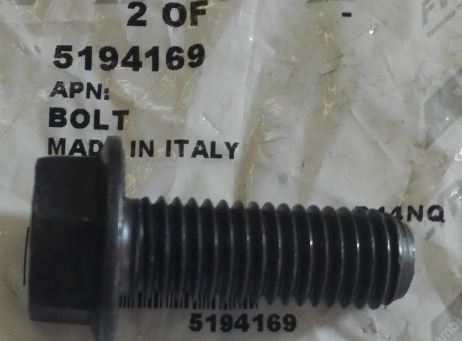 2 OF -
5194169
APN:
BOLT
MADE IN ITALY
5194169